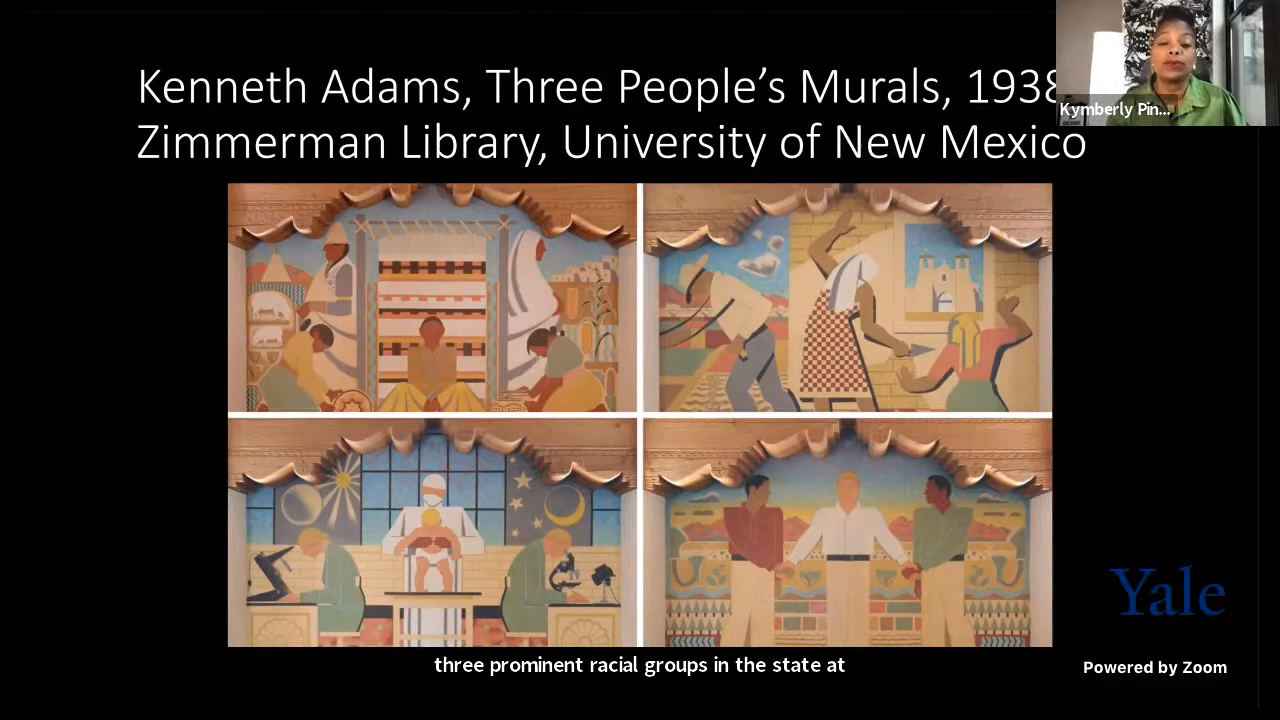 Kenneth Adams, Three People’s Murals, 1938
Zimmerman Library, University of New Mexico
Kymberly Pin...
Yale
three prominent racial groups in the state at
Powered by Zoom